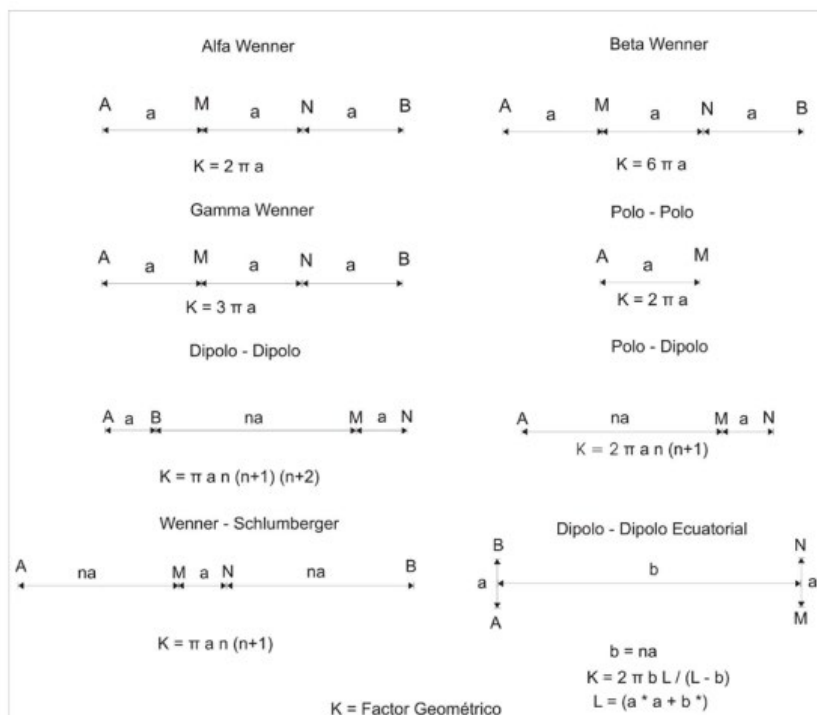 Alfa Wenner
A a M a N a B
K = 2 π a
Beta Wenner
A a M a N a B
K = 6 π a
Gamma Wenner
A a M a N a B
K = 3 π a
Polo - Polo
A a M
K = 2 π a
Dipolo - Dipolo
A a B na M a N
K = π a n (n+1) (n+2)
Polo - Dipolo
A na M a N
K = 2 π a n (n+1)
Wenner - Schlumberger
A na M a N na B
K = π a n (n+1)
Dipolo - Dipolo Ecuatorial
B N
a b a
A M
b = na
K = 2 π b L / (L - b)
L = (a * a + b *)
K = Factor Geométrico